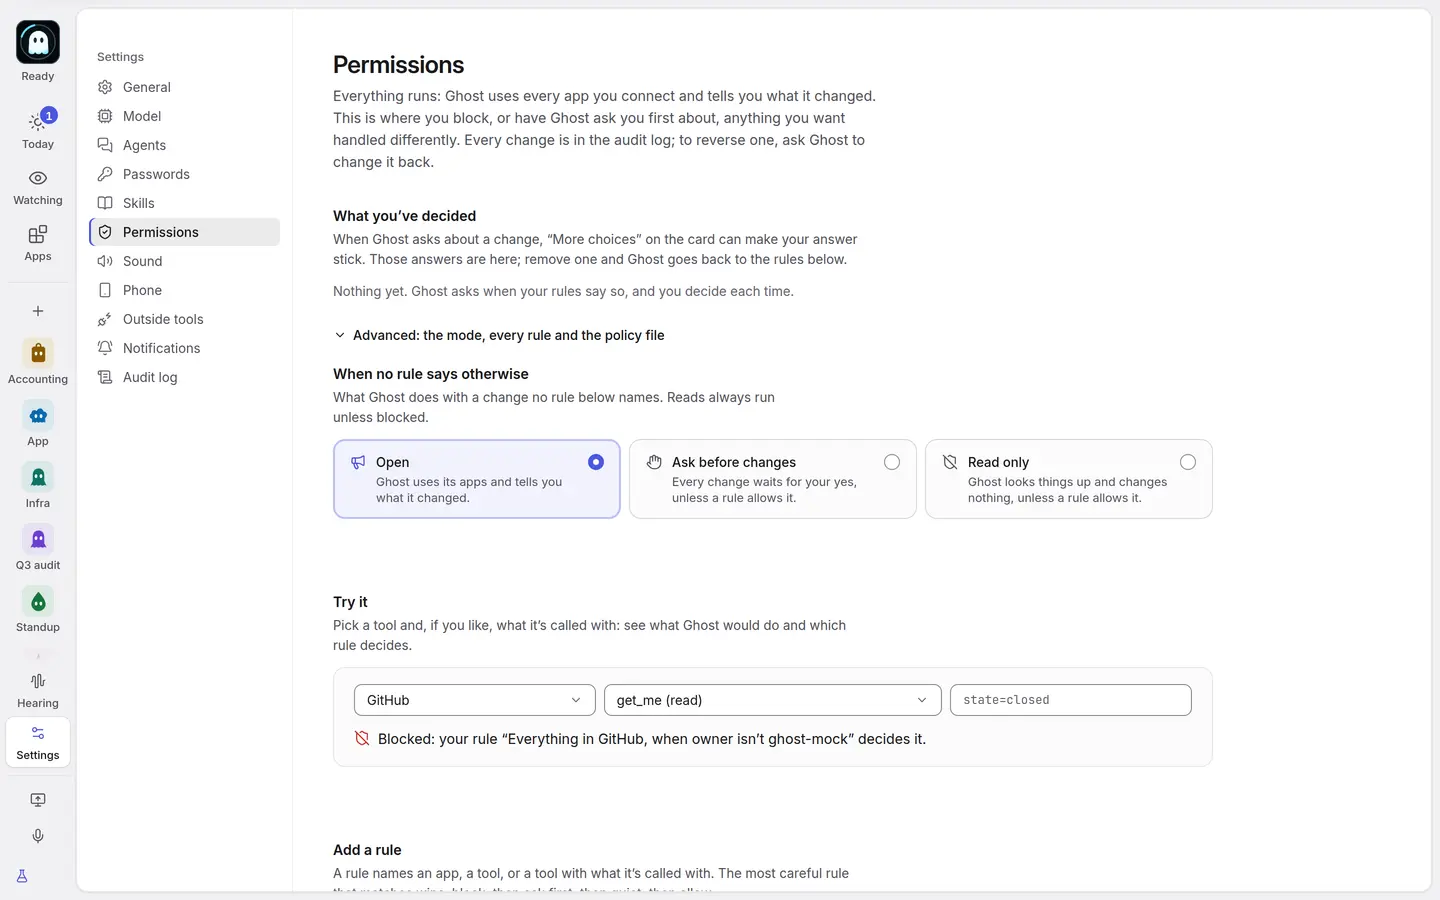 Ready
1
Today
Watching
Apps
Accounting
App
Infra
Q3 audit
Standup
Hearing
Settings
Settings
General
Model
Agents
Passwords
Skills
Permissions
Sound
Phone
Outside tools
Notifications
Audit log
Permissions
Everything runs: Ghost uses every app you connect and tells you what it changed.
This is where you block, or have Ghost ask you first about, anything you want
handled differently. Every change is in the audit log; to reverse one, ask Ghost to
change it back.
What you’ve decided
When Ghost asks about a change, “More choices” on the card can make your answer
stick. Those answers are here; remove one and Ghost goes back to the rules below.
Nothing yet. Ghost asks when your rules say so, and you decide each time.
Advanced: the mode, every rule and the policy file
When no rule says otherwise
What Ghost does with a change no rule below names. Reads always run
unless blocked.
Open
Ghost uses its apps and tells you
what it changed.
Ask before changes
Every change waits for your yes,
unless a rule allows it.
Read only
Ghost looks things up and changes
nothing, unless a rule allows it.
Try it
Pick a tool and, if you like, what it’s called with: see what Ghost would do and which
rule decides.
GitHub
get_me (read)
state=closed
Blocked: your rule “Everything in GitHub, when owner isn’t ghost-mock” decides it.
Add a rule
A rule names an app, a tool, or a tool with what it’s called with. The most careful rule